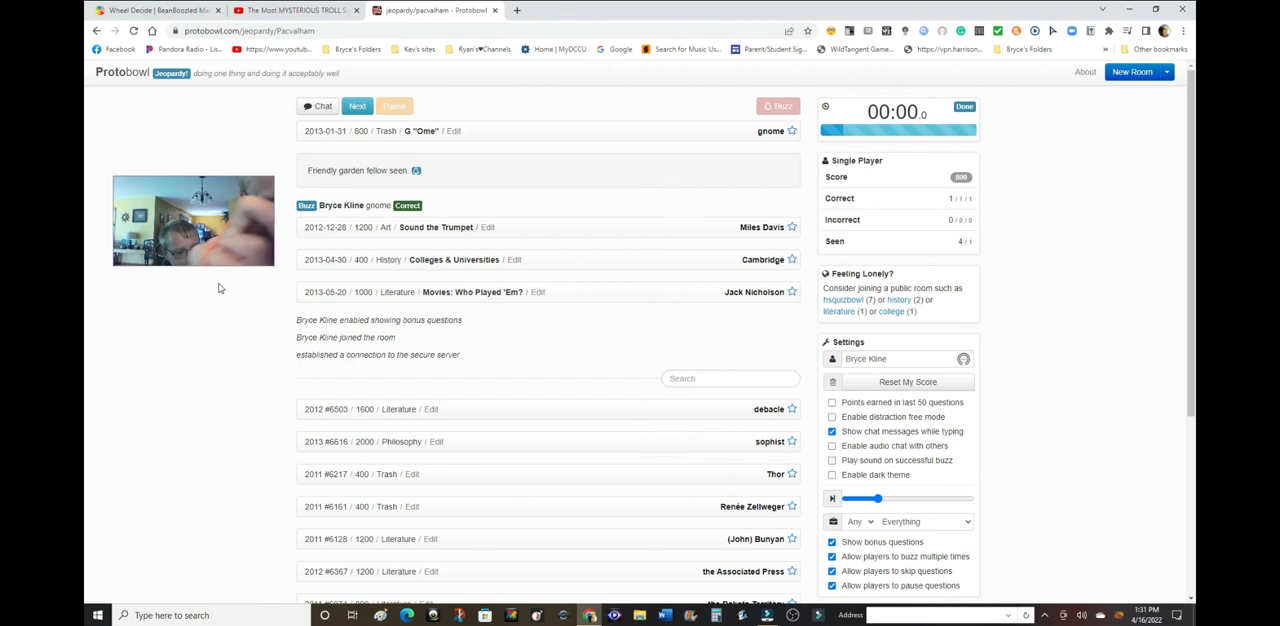 Wheel Decide | BeanBoozled Ma
The Most MYSTERIOUS TROLL S
jeopardy/pacvalham - Protobowl
protobowl.com/jeopardy/Pacvalham
Facebook
Pandora Radio - Lis...
https://www.youtub...
Bryce's Folders
Kev's sites
Ryan's♥Channels
Home | MyDCCU
Google
Search for Music Us...
Parent/Student Sig...
WildTangent Game...
https://vpn.harrison...
Bryce's Folders
Other bookmarks
Protobowl Jeopardy! doing one thing and doing it acceptably well
About
New Room
Chat
Next
Pause
Buzz
2013-01-31 / 800 / Trash / G "Ome" / Edit
gnome
Friendly garden fellow seen.
Buzz Bryce Kline gnome Correct
2012-12-28 / 1200 / Art / Sound the Trumpet / Edit
Miles Davis
2013-04-30 / 400 / History / Colleges & Universities / Edit
Cambridge
2013-05-20 / 1000 / Literature / Movies: Who Played 'Em? / Edit
Jack Nicholson
Bryce Kline enabled showing bonus questions
Bryce Kline joined the room
established a connection to the secure server
Search
2012 #6503 / 1600 / Literature / Edit
debacle
2013 #6616 / 2000 / Philosophy / Edit
sophist
2011 #6217 / 400 / Trash / Edit
Thor
2011 #6161 / 400 / Trash / Edit
Renée Zellweger
2011 #6128 / 1200 / Literature / Edit
(John) Bunyan
2012 #6367 / 1200 / Literature / Edit
the Associated Press
00:00.0
Done
Single Player
Score 800
Correct 1 / 1 / 1
Incorrect 0 / 0 / 0
Seen 4 / 1
Feeling Lonely?
Consider joining a public room such as
hsquizbowl (7) or history (2) or
literature (1) or college (1)
Settings
Bryce Kline
Reset My Score
Points earned in last 50 questions
Enable distraction free mode
Show chat messages while typing
Enable audio chat with others
Play sound on successful buzz
Enable dark theme
Any
Everything
Show bonus questions
Allow players to buzz multiple times
Allow players to skip questions
Allow players to pause questions
Type here to search
Address
1:31 PM
4/16/2022